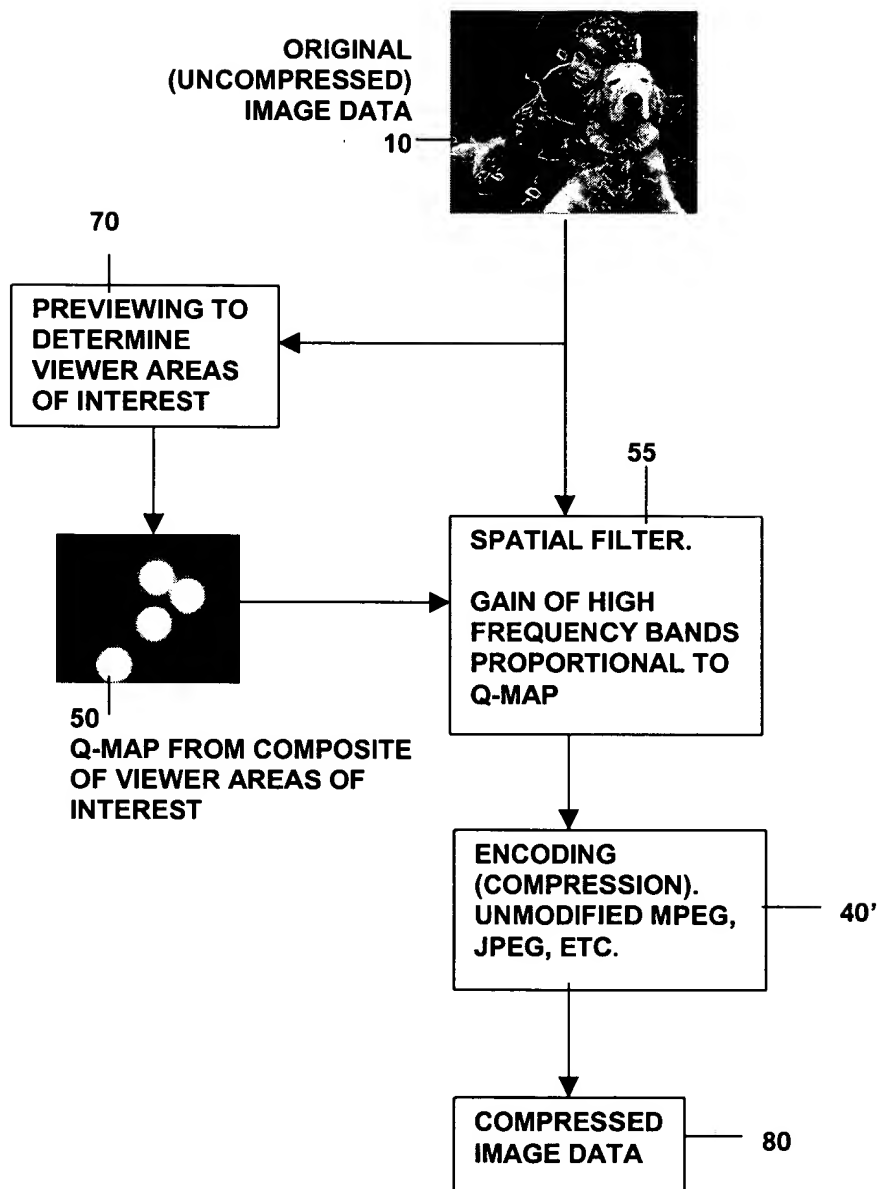 ORIGINAL
(UNCOMPRESSED)
IMAGE DATA
10
70
PREVIEWING TO
DETERMINE
VIEWER AREAS
OF INTEREST
55
SPATIAL FILTER.
GAIN OF HIGH
FREQUENCY BANDS
PROPORTIONAL TO
Q-MAP
50
Q-MAP FROM COMPOSITE
OF VIEWER AREAS OF
INTEREST
ENCODING
(COMPRESSION).
UNMODIFIED MPEG,
JPEG, ETC.
40'
COMPRESSED
IMAGE DATA
80